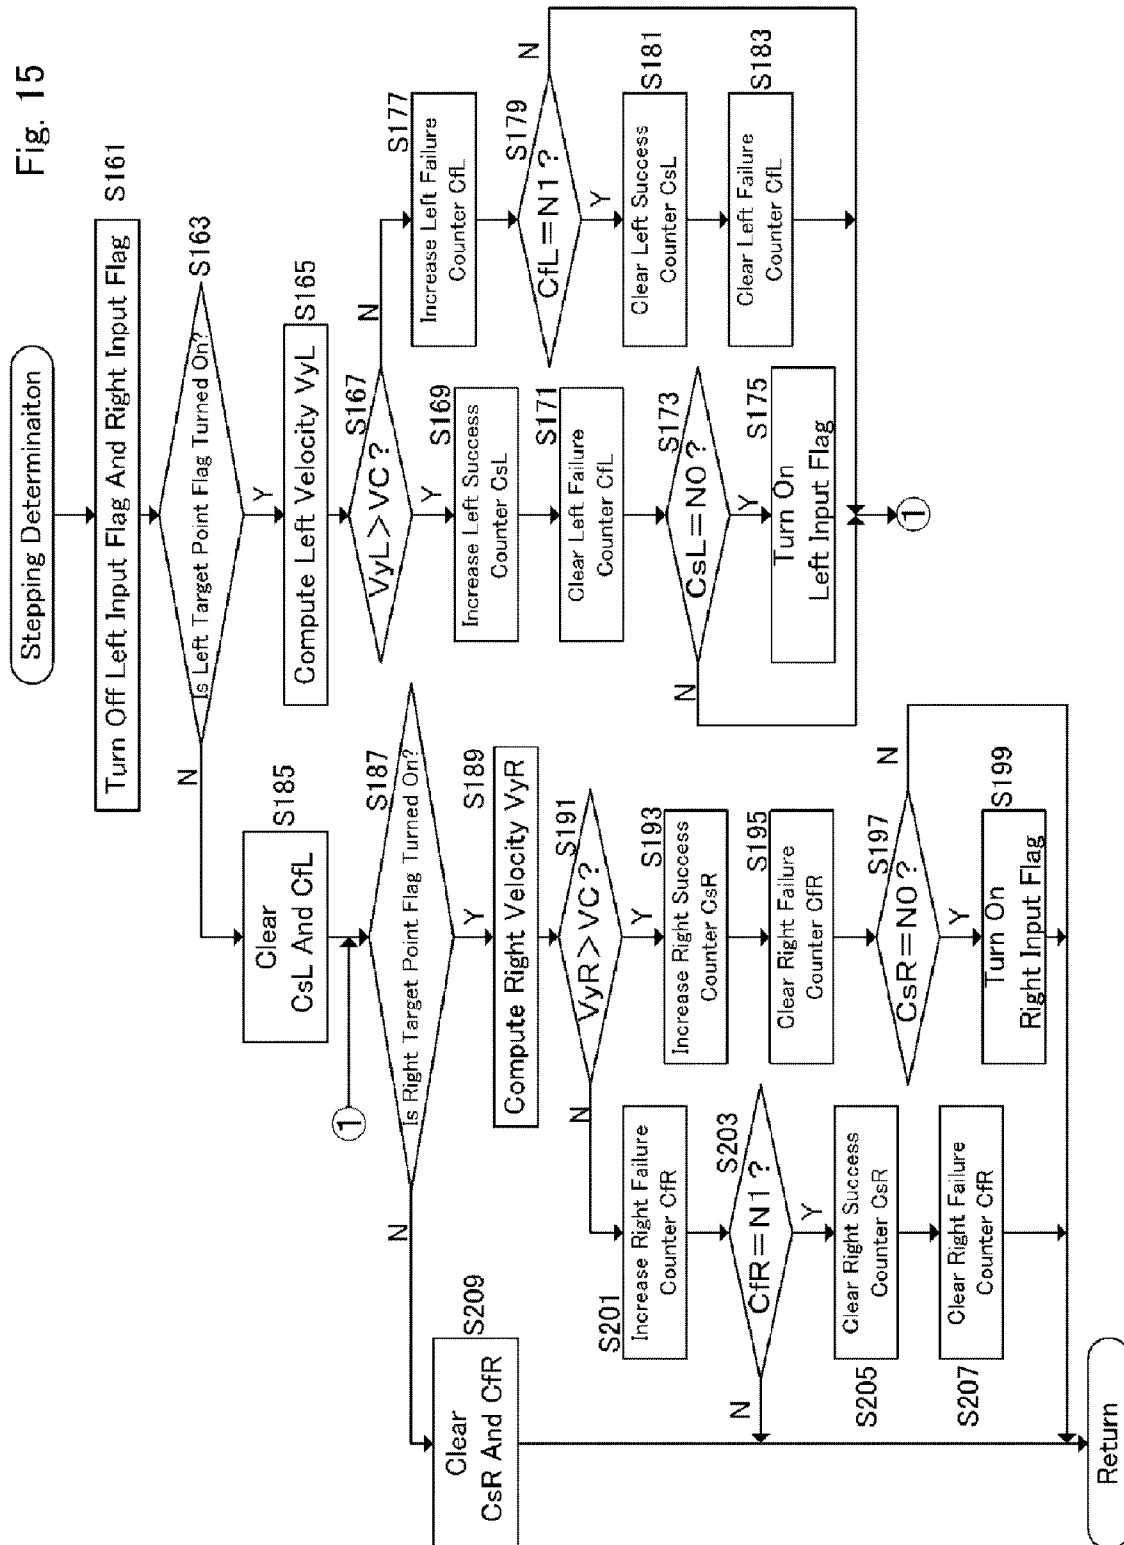 Fig. 15
Stepping Determinaiton
Turn Off Left Input Flag And Right Input Flag
S161
Is Left Target Point Flag Turned On?
S163
N
Y
Compute Left Velocity VyL
S165
VyL>VC?
S167
N
Y
Increase Left Success
Counter CsL
S169
Clear Left Failure
Counter CfL
S171
CsL=N0?
S173
N
Y
Turn On
Left Input Flag
S175
Increase Left Failure
Counter CfL
S177
CfL=N1?
S179
N
Y
Clear Left Success
Counter CsL
S181
Clear Left Failure
Counter CfL
S183
1
Clear
CsL And CfL
S185
1
Is Right Target Point Flag Turned On?
S187
N
Y
Compute Right Velocity VyR
S189
VyR>VC?
S191
N
Y
Increase Right Success
Counter CsR
S193
Clear Right Failure
Counter CfR
S195
CsR=N0?
S197
N
Y
Turn On
Right Input Flag
S199
Increase Right Failure
Counter CfR
S201
CfR=N1?
S203
N
Y
Clear Right Success
Counter CsR
S205
Clear Right Failure
Counter CfR
S207
Clear
CsR And CfR
S209
Return